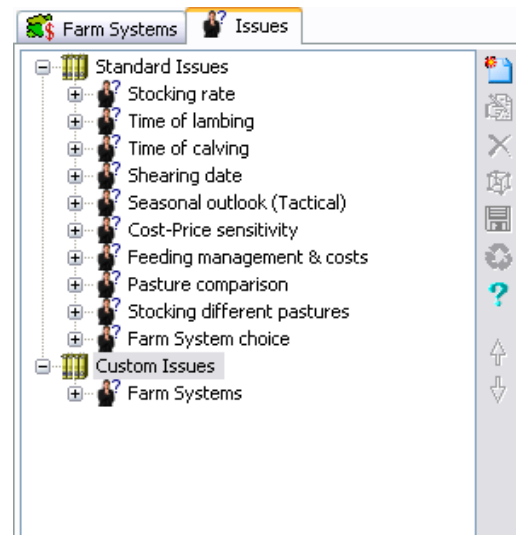 Farm Systems Issues
Standard Issues
Stocking rate
Time of lambing
Time of calving
Shearing date
Seasonal outlook (Tactical)
Cost-Price sensitivity
Feeding management & costs
Pasture comparison
Stocking different pastures
Farm System choice
Custom Issues
Farm Systems